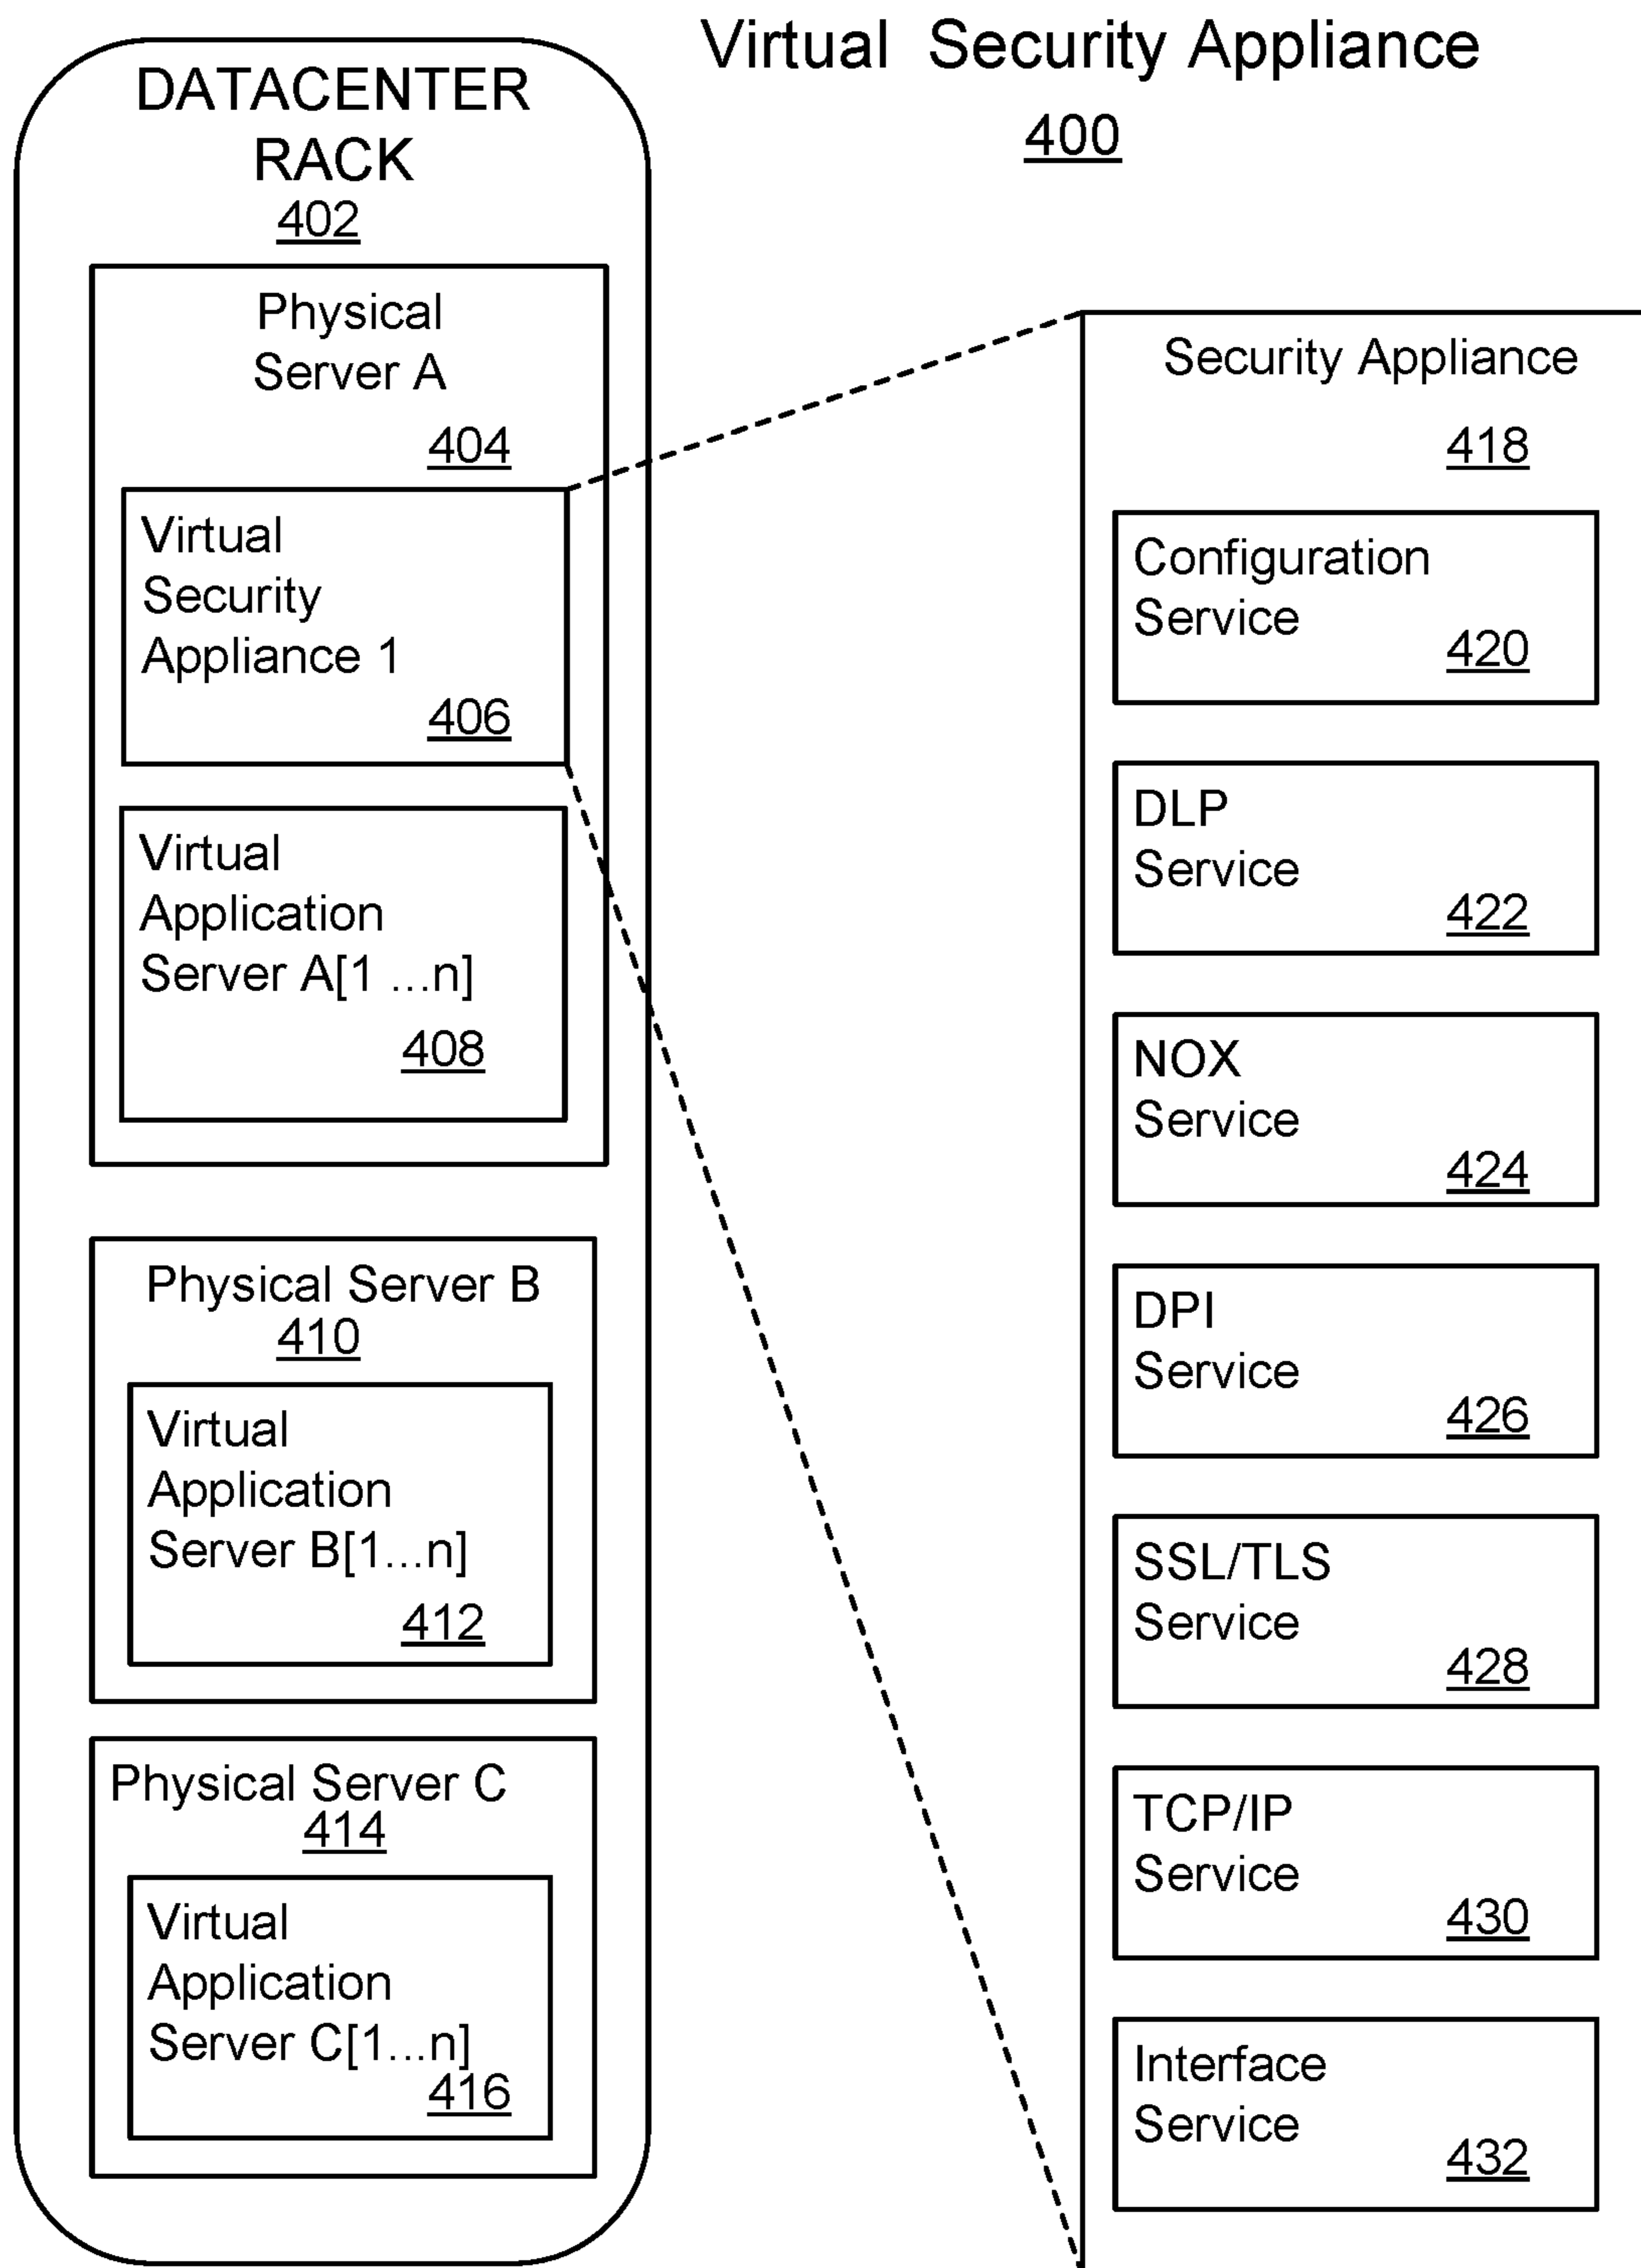 Virtual Security Appliance
400
DATACENTER
RACK
402
Physical
Server A
404
Virtual
Security
Appliance 1
406
Virtual
Application
Server A[1 ...n]
408
Physical Server B
410
Virtual
Application
Server B[1...n]
412
Physical Server C
414
Virtual
Application
Server C[1...n]
416
Security Appliance
418
Configuration
Service
420
DLP
Service
422
NOX
Service
424
DPI
Service
426
SSL/TLS
Service
428
TCP/IP
Service
430
Interface
Service
432